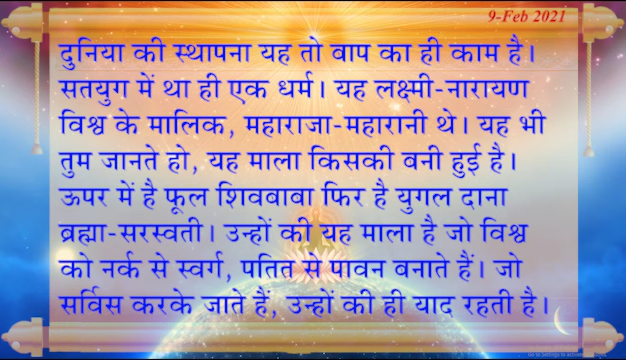 9-Feb 2021
दुनिया की स्थापना यह तो बाप का ही काम है।
सतयुग में था ही एक धर्म। यह लक्ष्मी-नारायण
विश्व के मालिक, महाराजा-महारानी थे। यह भी
तुम जानते हो, यह माला किसकी बनी हुई है।
ऊपर में है फूल शिवबाबा फिर है युगल दाना
ब्रह्मा-सरस्वती। उन्हों की यह माला है जो विश्व
को नर्क से स्वर्ग, पतित से पावन बनाते हैं। जो
सर्विस करके जाते हैं, उन्हों की ही याद रहती है।